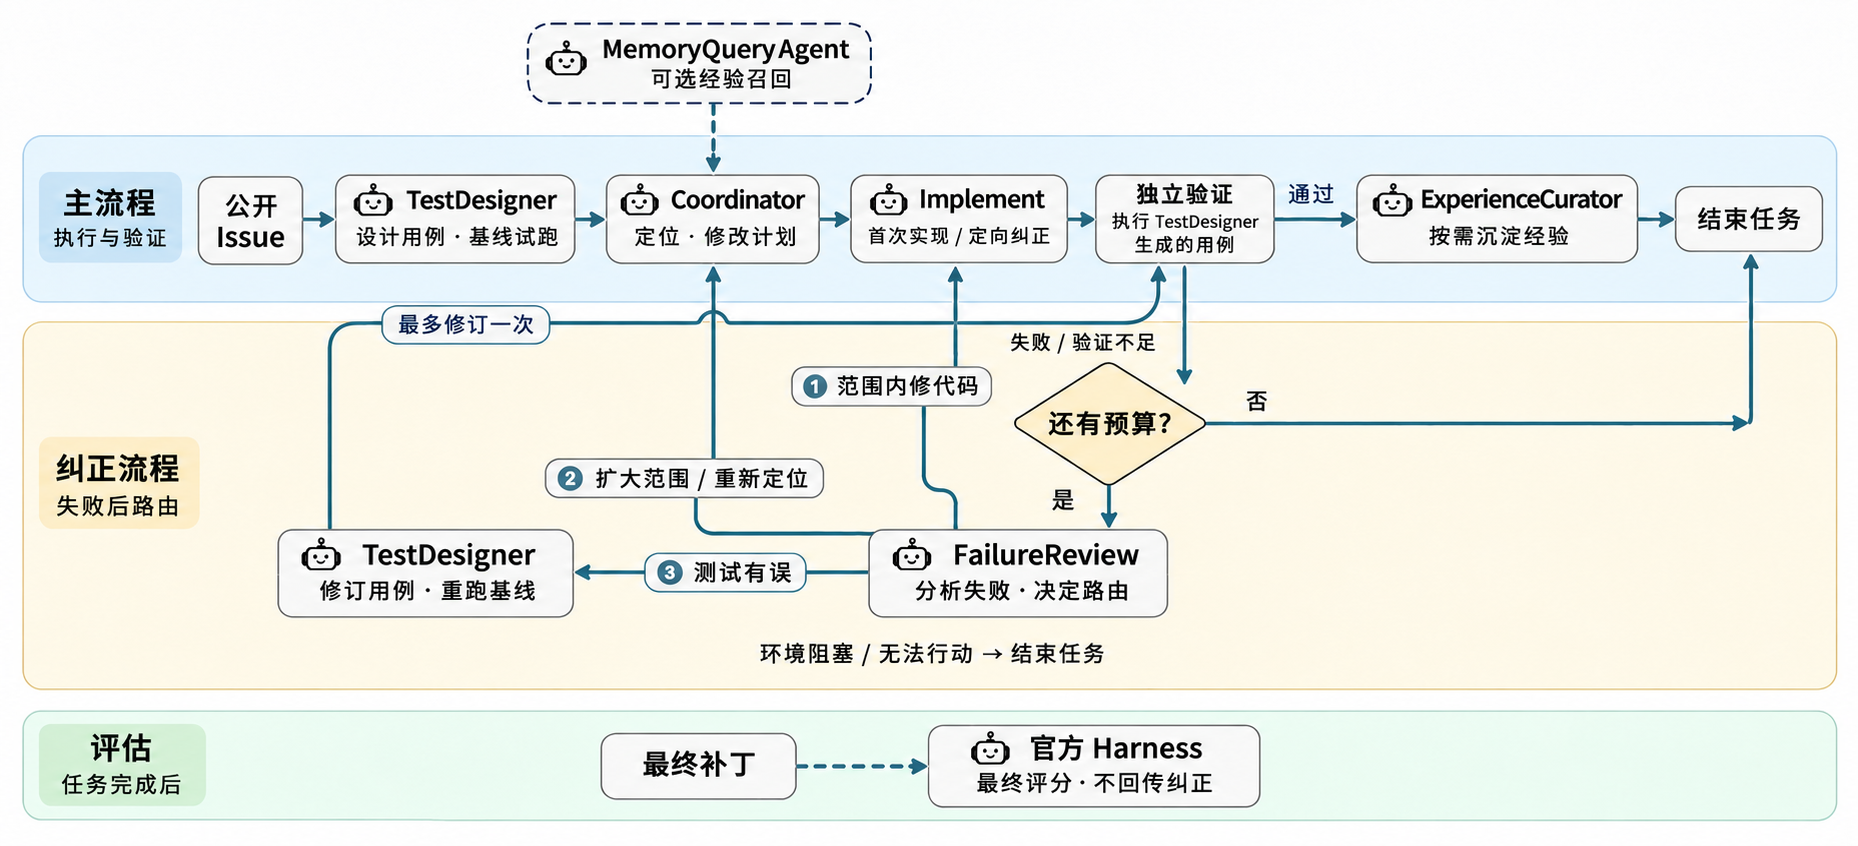 MemoryQueryAgent
可选经验召回
主流程
执行与验证
公开
Issue
TestDesigner
设计用例 · 基线试跑
Coordinator
定位 · 修改计划
Implement
首次实现 / 定向纠正
独立验证
执行 TestDesigner
生成的用例
通过
ExperienceCurator
按需沉淀经验
结束任务
最多修订一次
失败 / 验证不足
1 范围内修代码
还有预算?
否
纠正流程
失败后路由
2 扩大范围 / 重新定位
是
TestDesigner
修订用例 · 重跑基线
3 测试有误
FailureReview
分析失败 · 决定路由
环境阻塞 / 无法行动 → 结束任务
评估
任务完成后
最终补丁
官方 Harness
最终评分 · 不回传纠正